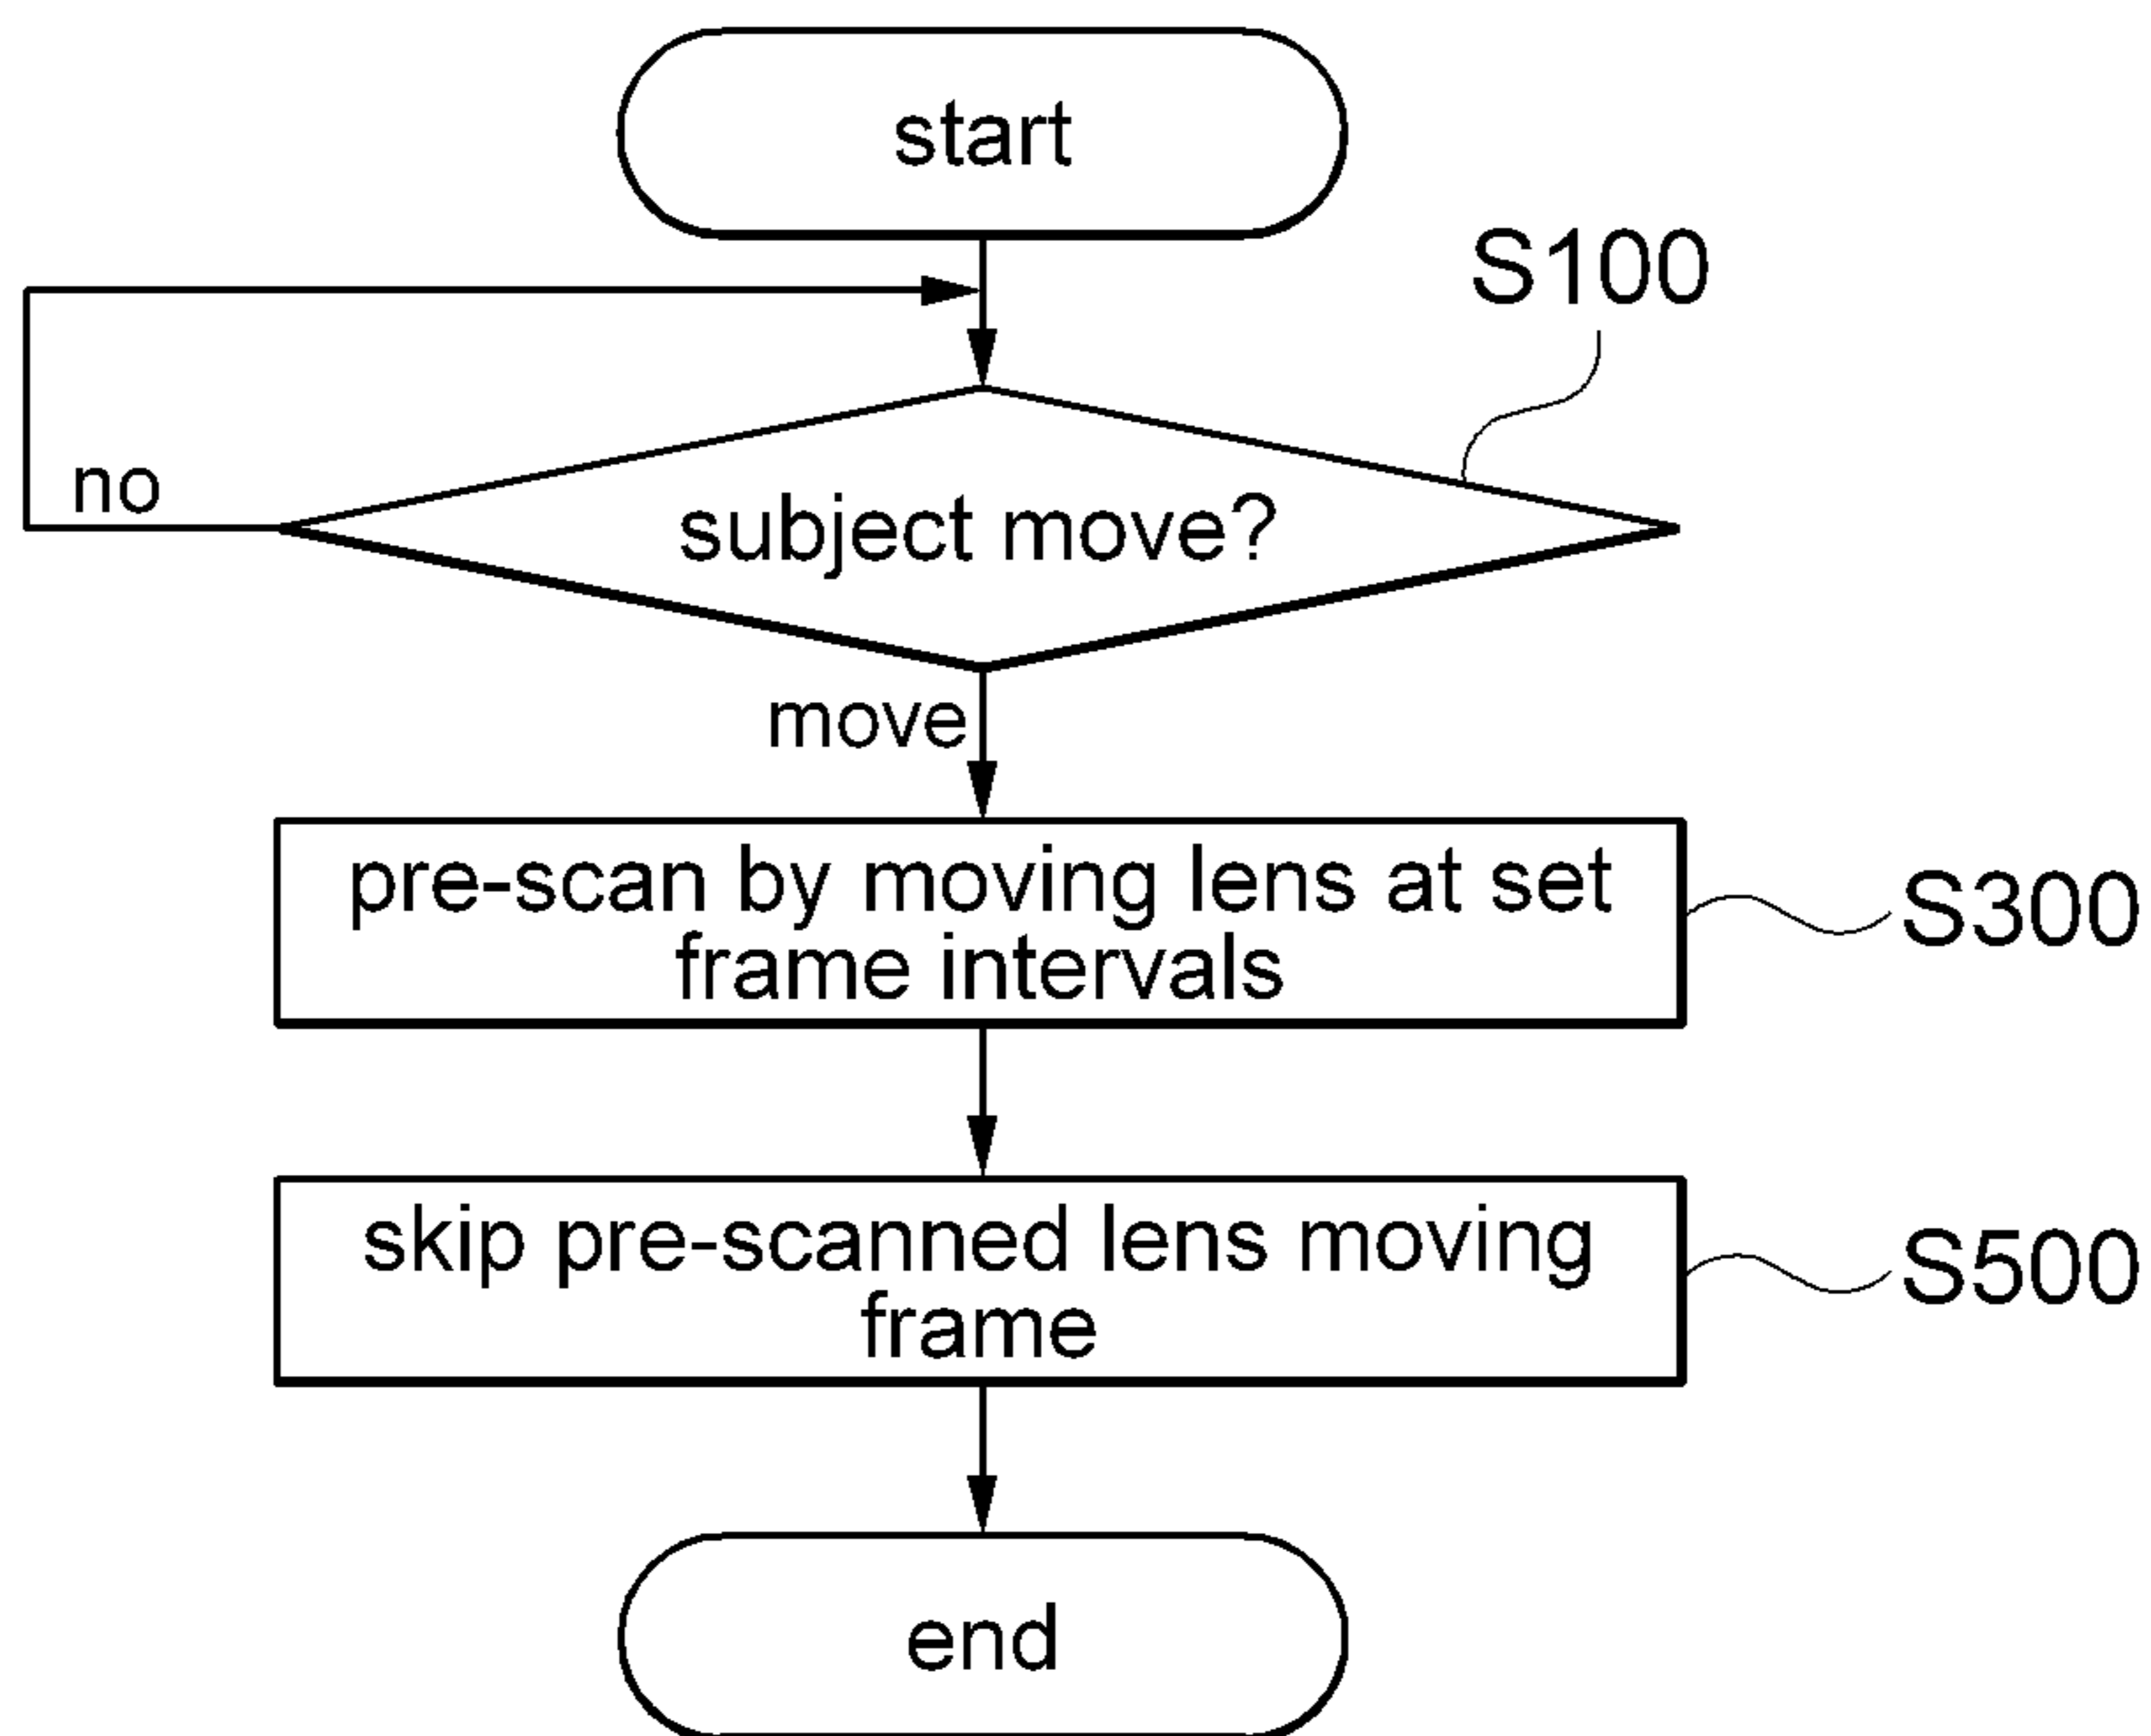 start
S100
no
subject move?
move
pre-scan by moving lens at set
frame intervals
S300
skip pre-scanned lens moving
frame
S500
end